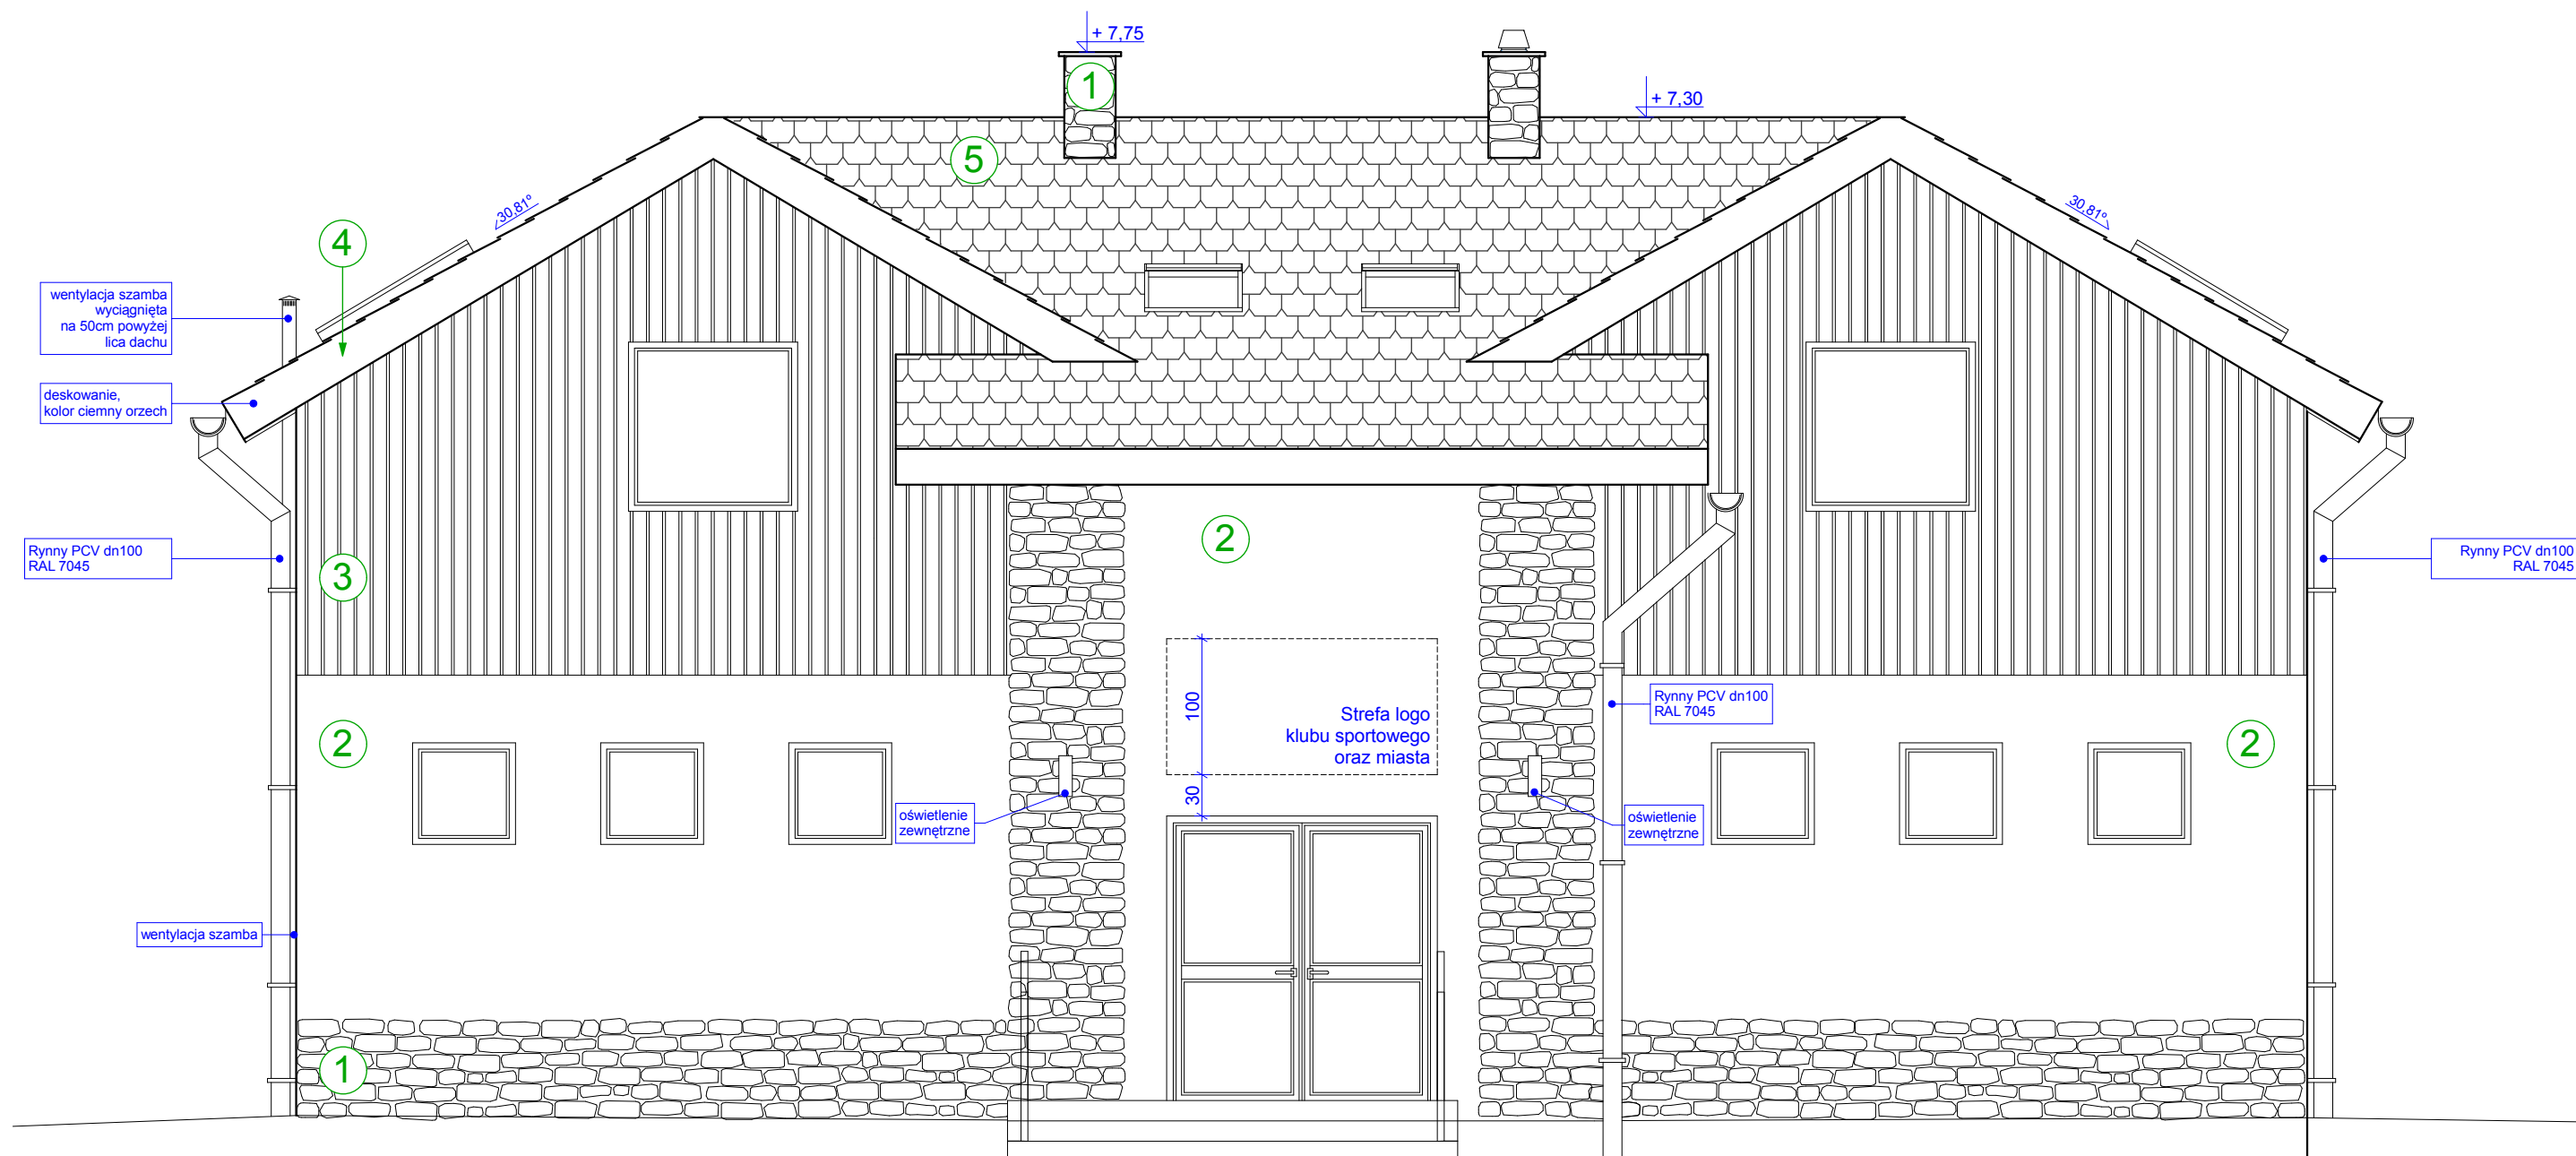 + 7,75
1
+ 7,30
5
30,81°
30,81°
4
wentylacja szamba
wyciągnięta
na 50cm powyżej
lica dachu
deskowanie,
kolor ciemny orzech
2
Rynny PCV dn100
RAL 7045
Rynny PCV dn100
RAL 7045
3
100
Strefa logo
klubu sportowego
oraz miasta
Rynny PCV dn100
RAL 7045
2
2
30
oświetlenie
zewnętrzne
oświetlenie
zewnętrzne
wentylacja szamba
1